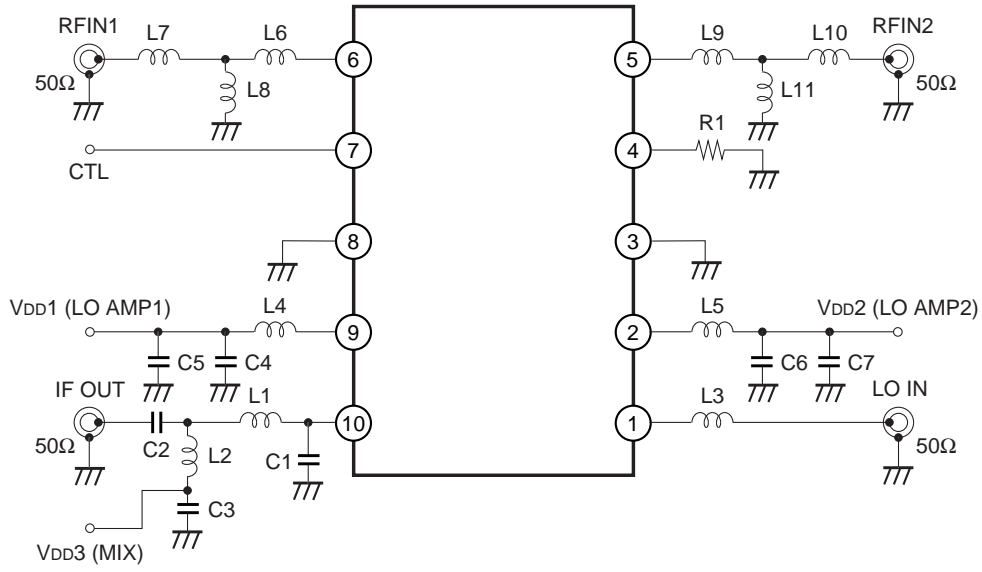 RFIN1
L7
L6
6
50Ω
L8
CTL
7
8
VDD1 (LO AMP1)
L4
9
C5
C4
IF OUT
L1
10
50Ω
C2
L2
C1
C3
VDD3 (MIX)
5
L9
L10
RFIN2
L11
50Ω
4
R1
3
2
L5
VDD2 (LO AMP2)
C6
C7
1
L3
LO IN
50Ω